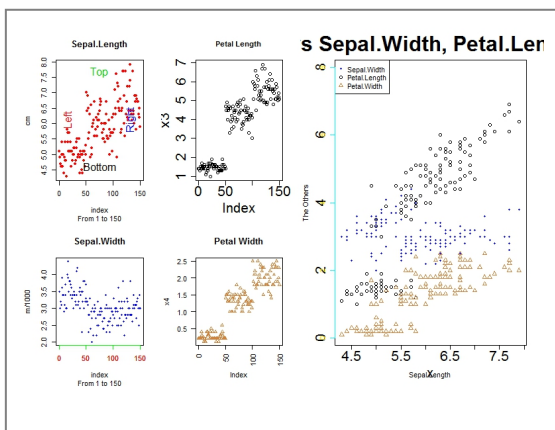 Sepal.Length
8.0
7.5
7.0
6.5
6.0
5.5
5.0
4.5
cm
Top
Left
Right
Bottom
0 50 100 150
index
From 1 to 150
Petal Length
7
6
5
4
3
2
1
x3
0 50 100 150
Index
s Sepal.Width, Petal.Len
Sepal.Width
Petal.Length
Petal.Width
8
6
4
2
0
The Others
4.5 5.5 6.5 7.5
Sepal.Length
X
Sepal.Width
4.0
3.5
3.0
2.5
2.0
m/1000
0 50 100 150
index
From 1 to 150
Petal Width
2.5
2.0
1.5
1.0
0.5
x4
0 50 100 150
Index